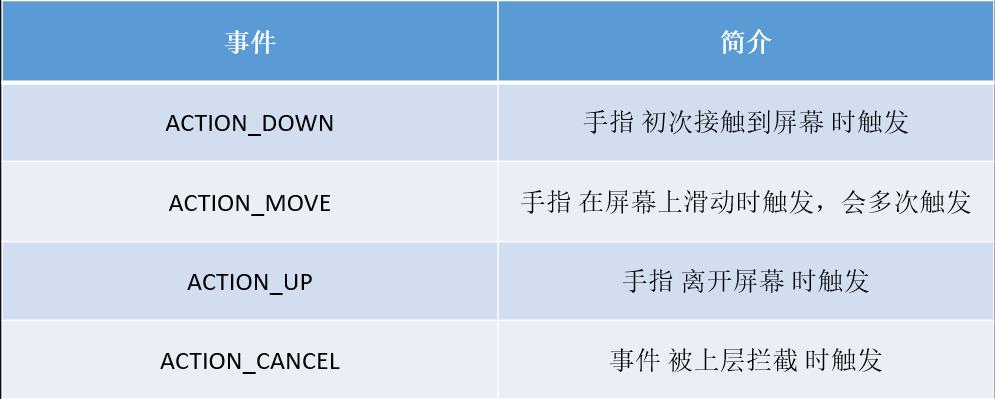 事件 简介
ACTION_DOWN 手指 初次接触到屏幕 时触发
ACTION_MOVE 手指 在屏幕上滑动时触发，会多次触发
ACTION_UP 手指 离开屏幕 时触发
ACTION_CANCEL 事件 被上层拦截 时触发